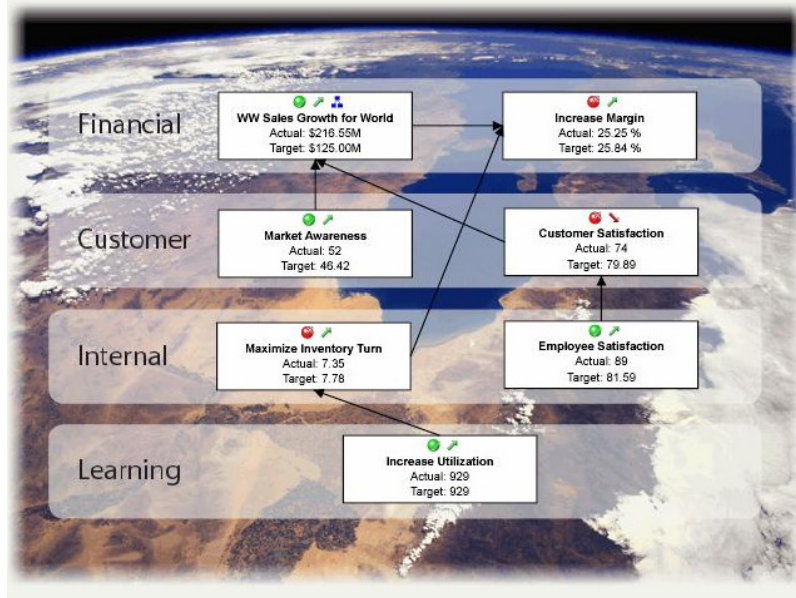 Financial
WW Sales Growth for World
Actual: $216.55M
Target: $125.00M
Increase Margin
Actual: 25.25 %
Target: 25.84 %
Customer
Market Awareness
Actual: 52
Target: 46.42
Customer Satisfaction
Actual: 74
Target: 79.89
Internal
Maximize Inventory Turn
Actual: 7.35
Target: 7.78
Employee Satisfaction
Actual: 89
Target: 81.59
Learning
Increase Utilization
Actual: 929
Target: 929